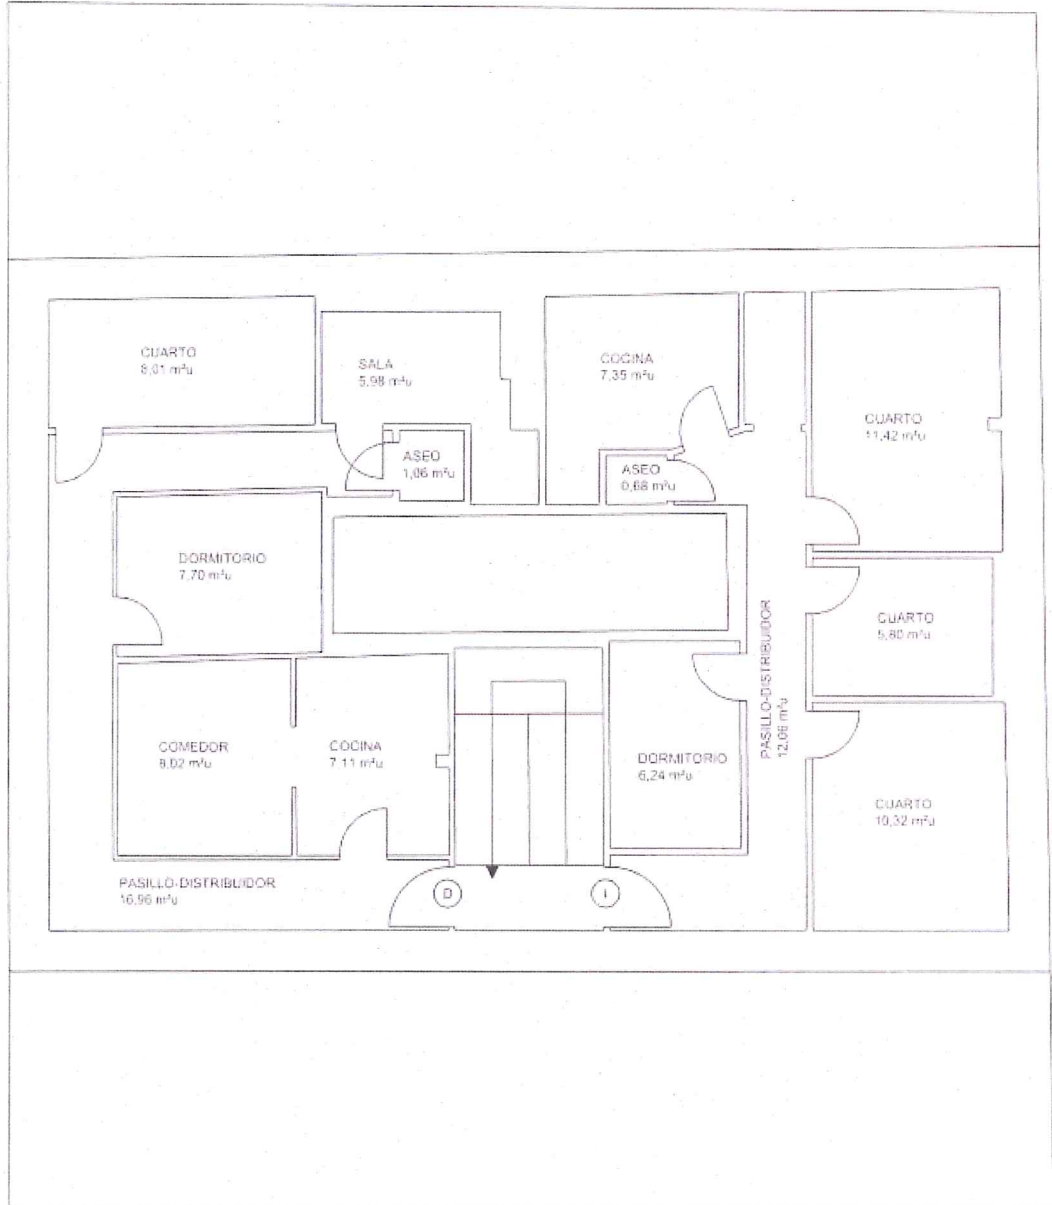 CUARTO
8,01 m²u
SALA
5,98 m²u
COCINA
7,35 m²u
CUARTO
11,42 m²u
ASEO
1,06 m²u
ASEO
0,68 m²u
DORMITORIO
7,70 m²u
CUARTO
5,80 m²u
PASILLO-DISTRIBUIDOR
12,06 m²u
COMEDOR
8,02 m²u
COCINA
7,11 m²u
DORMITORIO
6,24 m²u
CUARTO
10,32 m²u
PASILLO-DISTRIBUIDOR
16,96 m²u
D
I